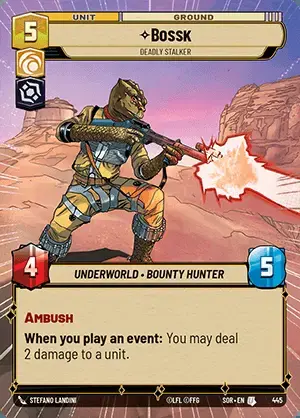 UNIT GROUND
5 BOSSK
DEADLY STALKER
4 UNDERWORLD • BOUNTY HUNTER 5
AMBUSH
When you play an event: You may deal
2 damage to a unit.
STEFANO LANDINI ©LFL ©FFG SOR • EN 445